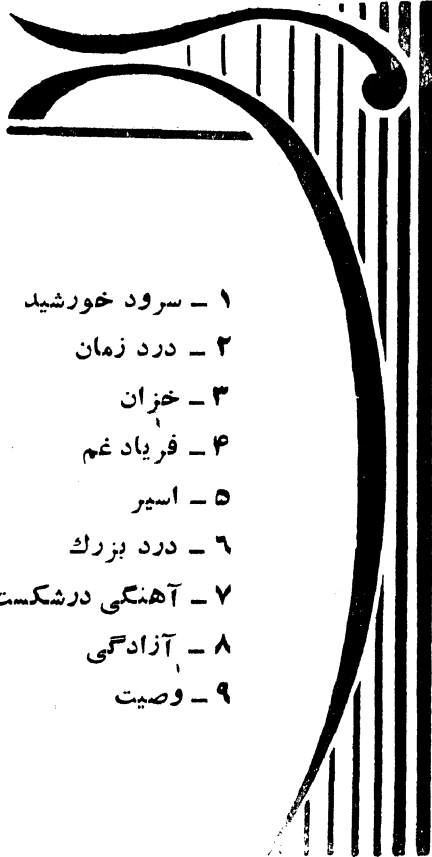 ۱ ـ سرود خورشید
۲ ـ درد زمان
۳ ـ خزان
۴ ـ فریاد غم
۵ ـ اسیر
۶ ـ درد بزرك
۷ ـ آهنگی درشکست
۸ ـ آزادگی
۹ ـ وصیت